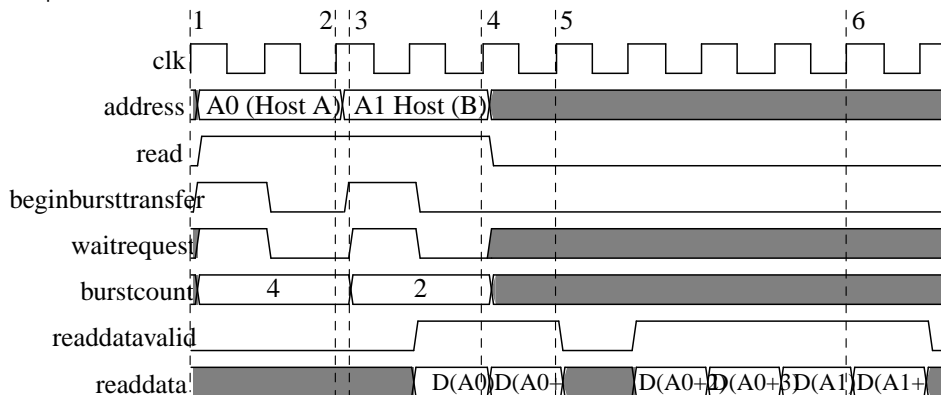 1 2 3 4 5 6
clk
address A0 (Host A) A1 Host (B)
read
beginbursttransfer
waitrequest
burstcount 4 2
readdatavalid
readdata D(A0) D(A0+ D(A0+2) D(A0+3) D(A1) D(A1+